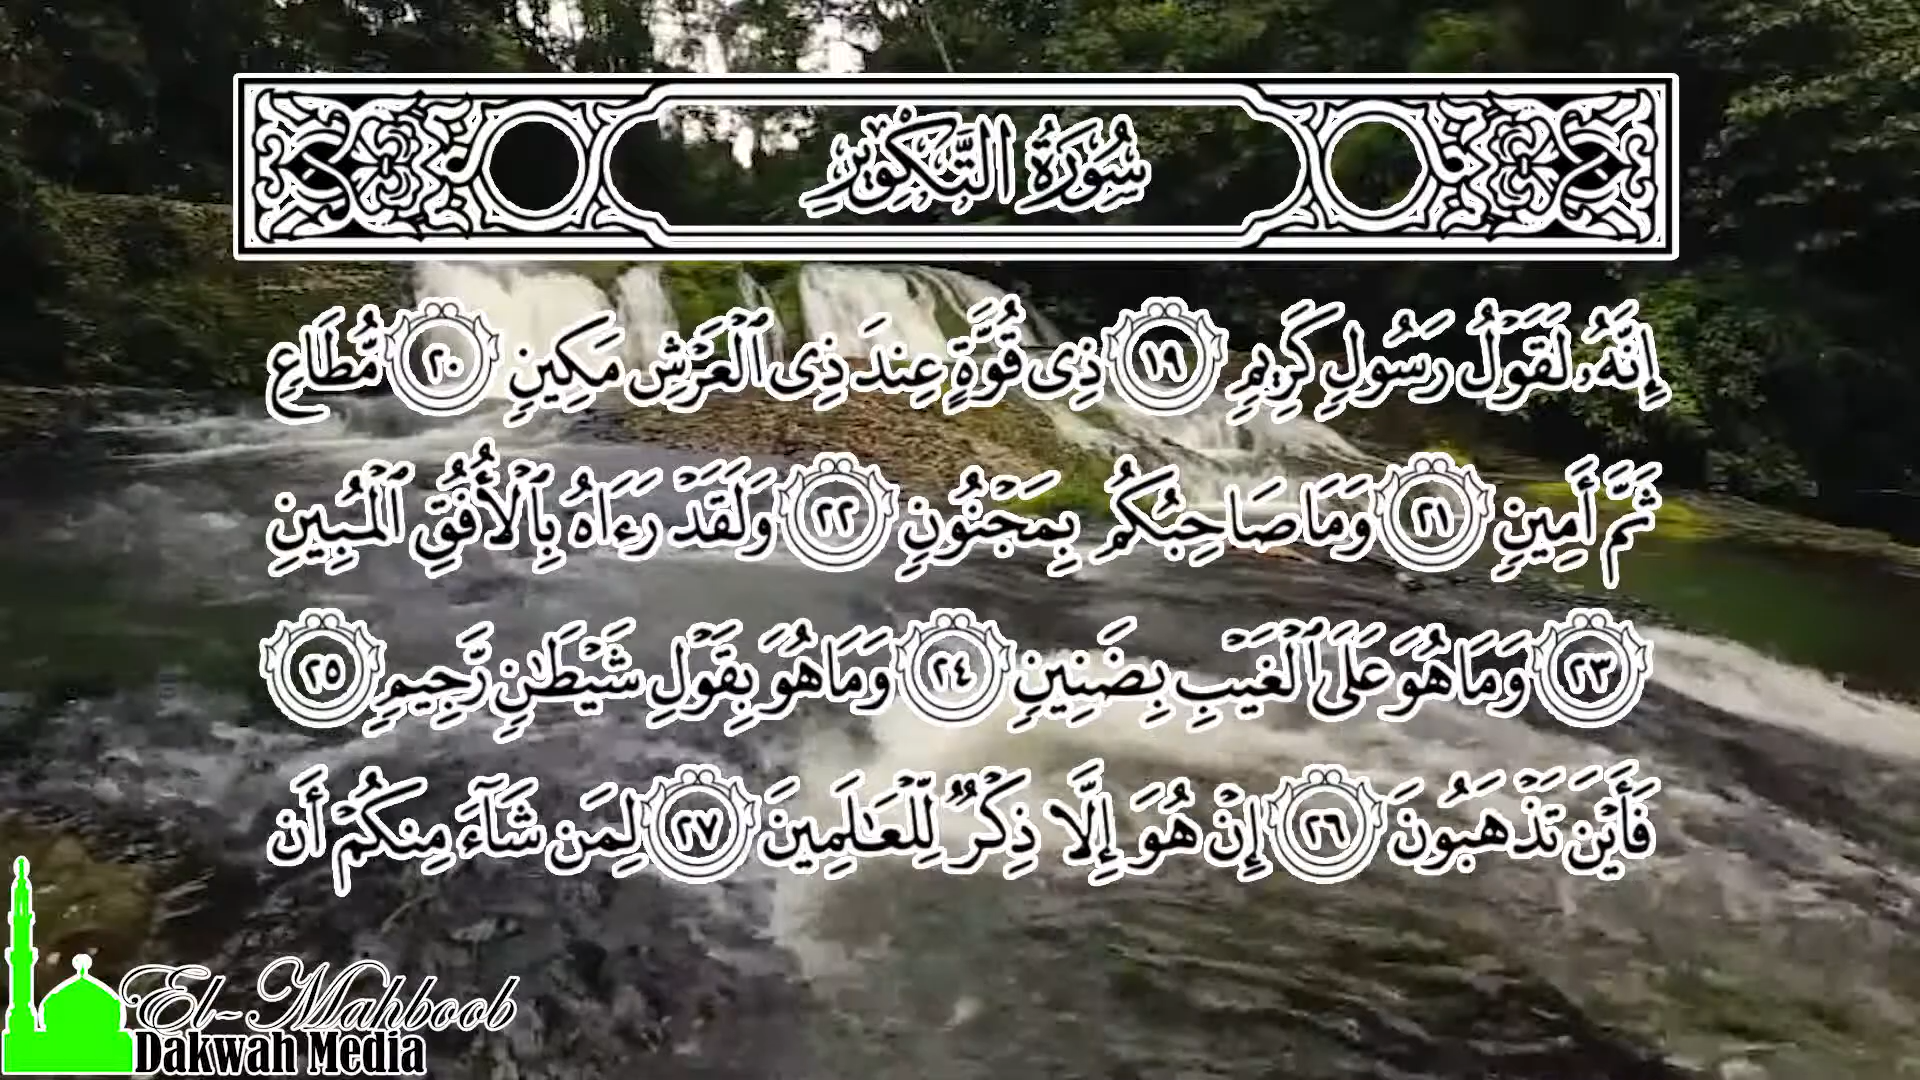 سُورَةُ التَّكْوِيرِ
إِنَّهُۥ لَقَوْلُ رَسُولٍ كَرِيمٍ ١٩ ذِى قُوَّةٍ عِندَ ذِى ٱلْعَرْشِ مَكِينٍ ٢٠ مُّطَاعٍ
ثَمَّ أَمِينٍ ٢١ وَمَا صَاحِبُكُم بِمَجْنُونٍ ٢٢ وَلَقَدْ رَءَاهُ بِٱلْأُفُقِ ٱلْمُبِينِ
٢٣ وَمَا هُوَ عَلَى ٱلْغَيْبِ بِضَنِينٍ ٢٤ وَمَا هُوَ بِقَوْلِ شَيْطَٰنٍ رَّجِيمٍ ٢٥
فَأَيْنَ تَذْهَبُونَ ٢٦ إِنْ هُوَ إِلَّا ذِكْرٌ لِّلْعَٰلَمِينَ ٢٧ لِمَن شَآءَ مِنكُمْ أَن
El-Mahboob
Dakwah Media